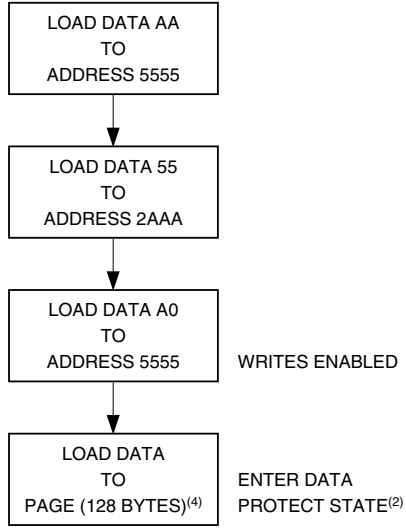 LOAD DATA AA
TO
ADDRESS 5555
LOAD DATA 55
TO
ADDRESS 2AAA
LOAD DATA A0
TO
ADDRESS 5555
WRITES ENABLED
LOAD DATA
TO
PAGE (128 BYTES)(4)
ENTER DATA
PROTECT STATE(2)